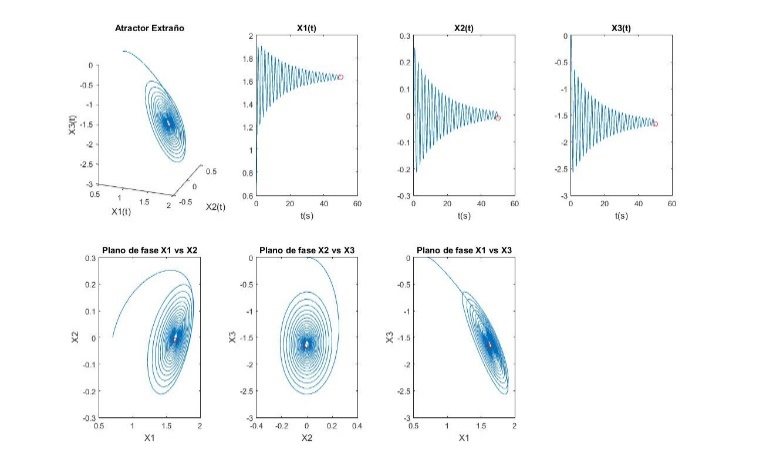 Atractor Extraño
0
-0.5
-1
-1.5
-2
-2.5
-3
0.5
1
1.5
2
-0.5
0
0.5
X3(t)
X1(t)
X2(t)
X1(t)
2
1.8
1.6
1.4
1.2
1
0.8
0.6
0 20 40 60
t(s)
X2(t)
0.3
0.2
0.1
0
-0.1
-0.2
-0.3
0 20 40 60
t(s)
X3(t)
0
-0.5
-1
-1.5
-2
-2.5
-3
0 20 40 60
t(s)
Plano de fase X1 vs X2
0.3
0.2
0.1
0
-0.1
-0.2
-0.3
X2
0.5 1 1.5 2
X1
Plano de fase X2 vs X3
0
-0.5
-1
-1.5
-2
-2.5
-3
X3
-0.4 -0.2 0 0.2 0.4
X2
Plano de fase X1 vs X3
0
-0.5
-1
-1.5
-2
-2.5
-3
X3
0.5 1 1.5 2
X1